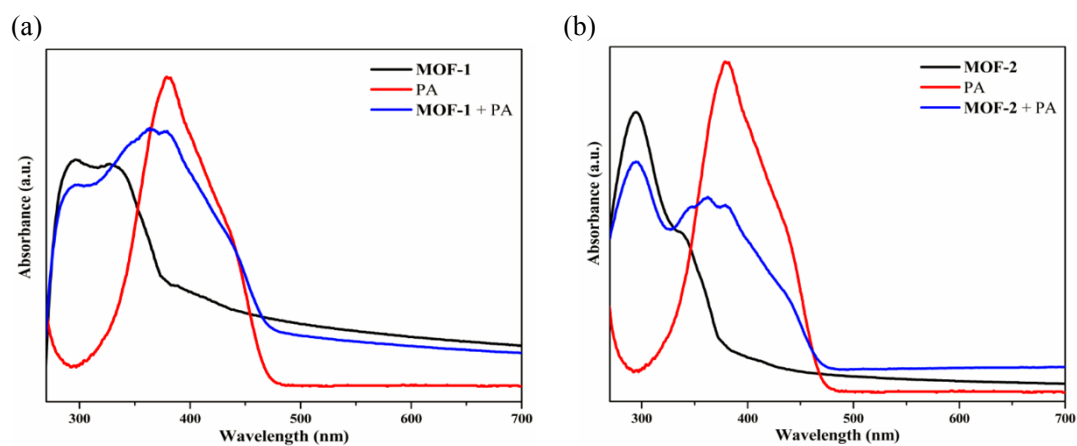 (a)
MOF-1
PA
MOF-1 + PA
Absorbance (a.u.)
300 400 500 600 700
Wavelength (nm)
(b)
MOF-2
PA
MOF-2 + PA
Absorbance (a.u.)
300 400 500 600 700
Wavelength (nm)